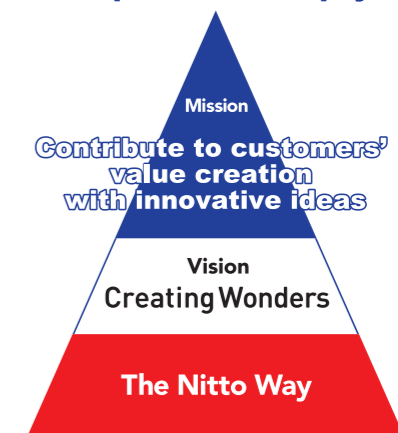 Mission
Contribute to customers’
value creation
with innovative ideas
Vision
Creating Wonders
The Nitto Way